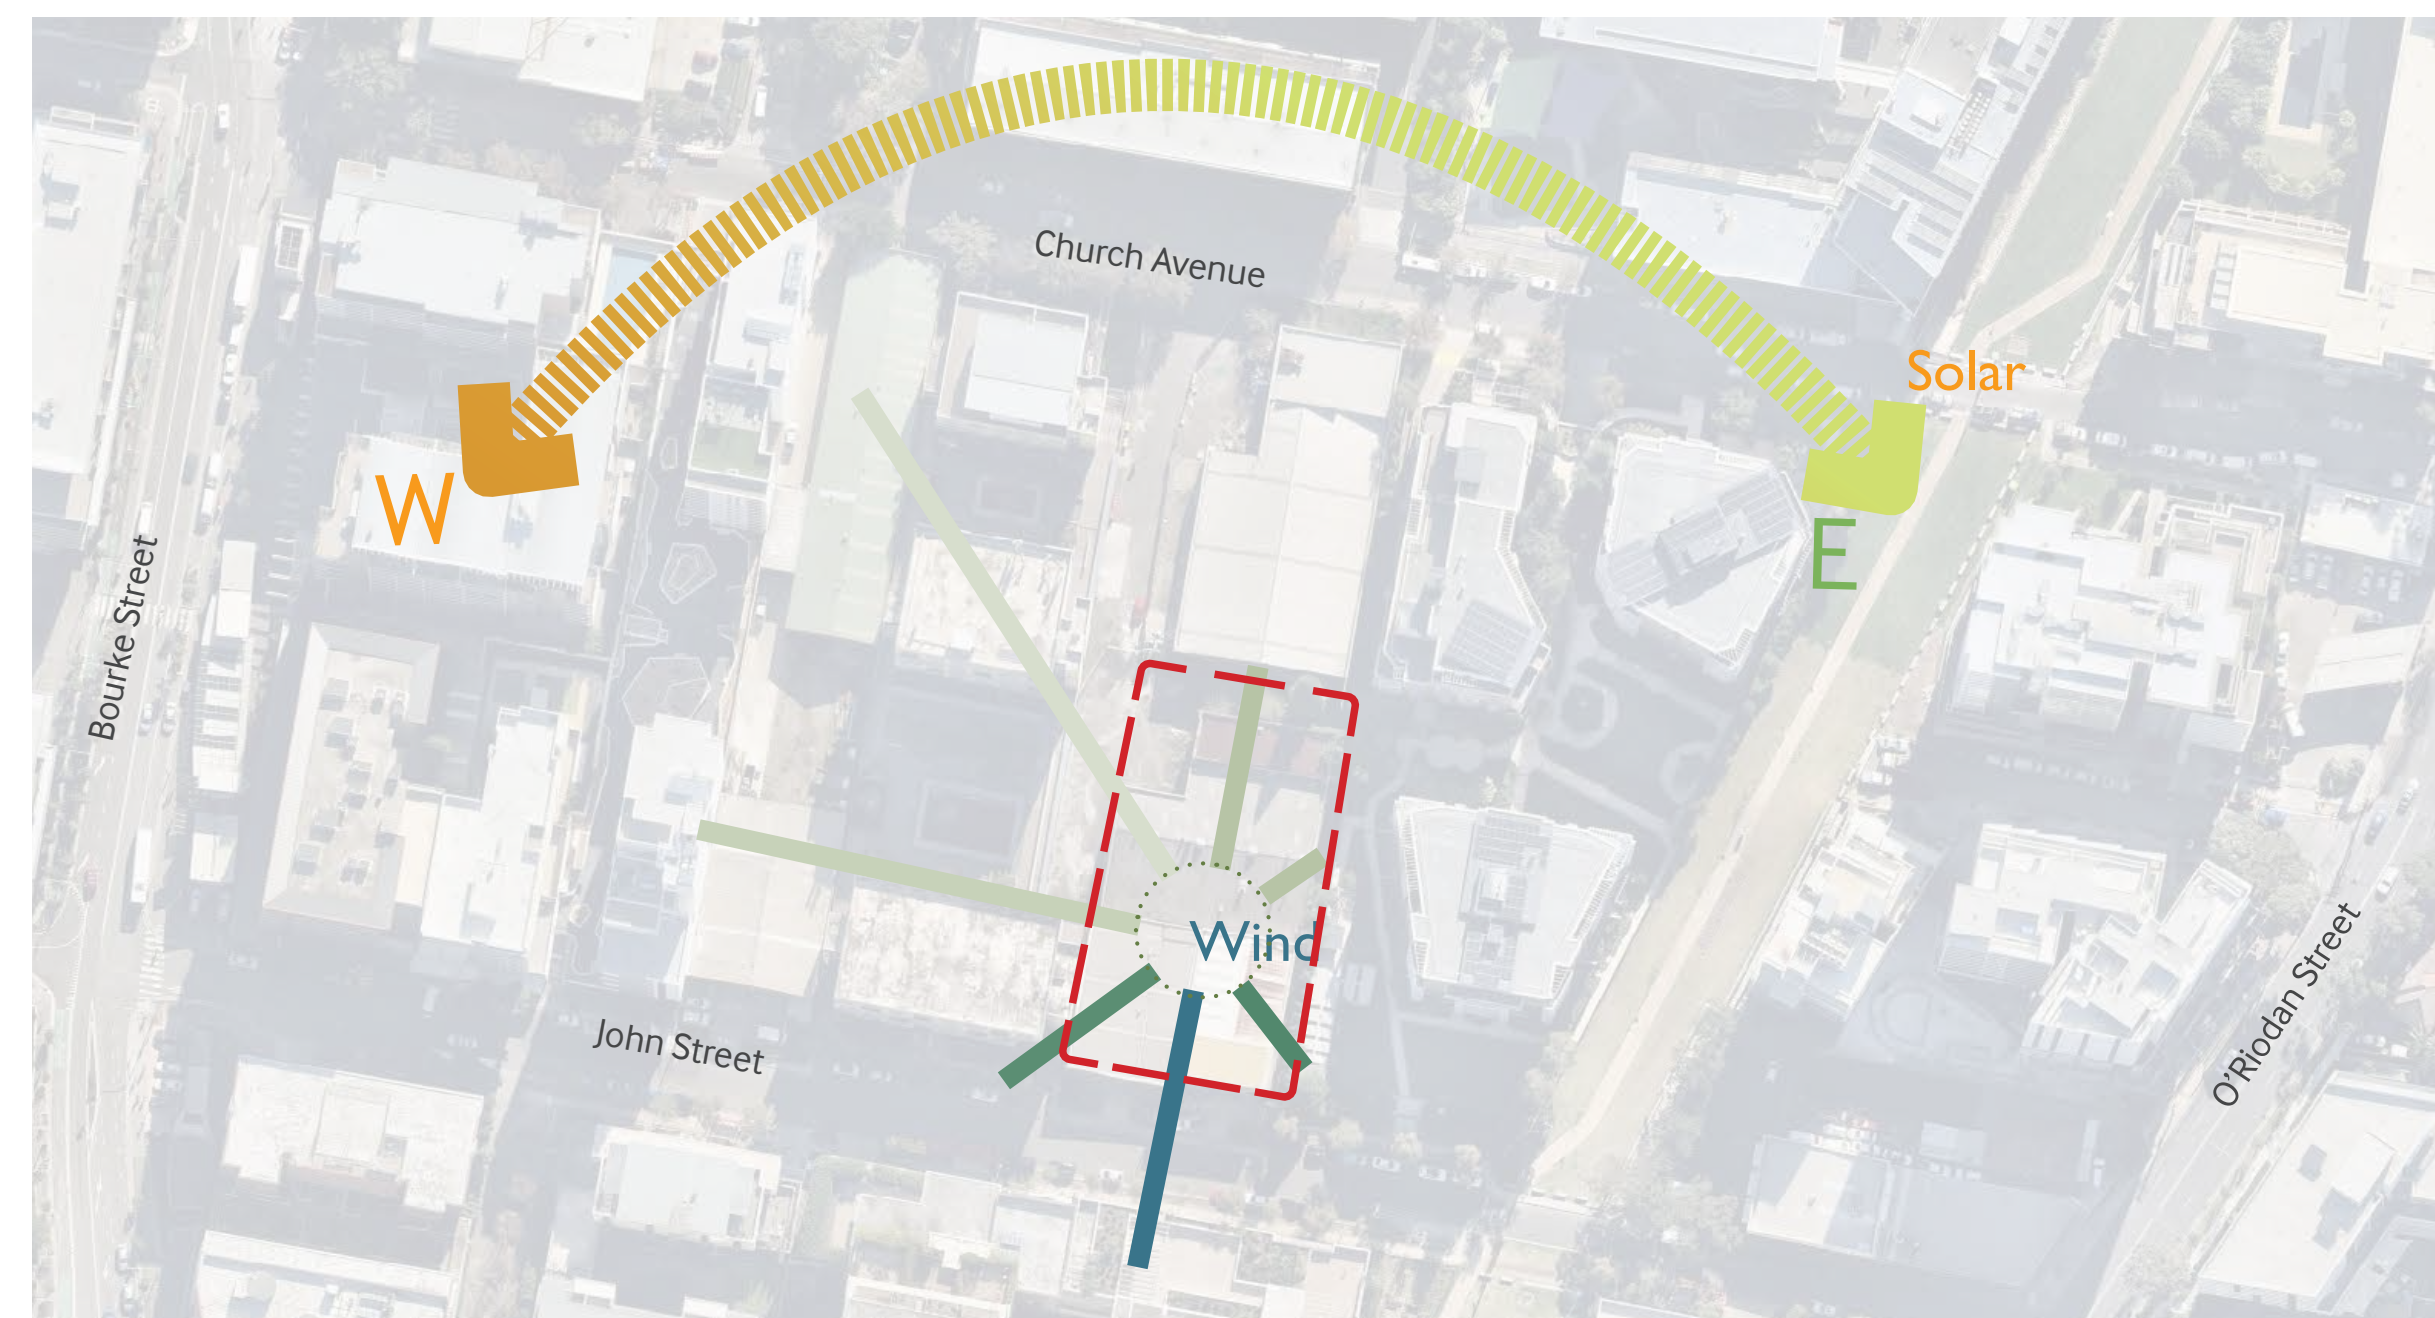 Church Avenue
Solar
W
E
Bourke Street
Wind
John Street
O'Riodan Street